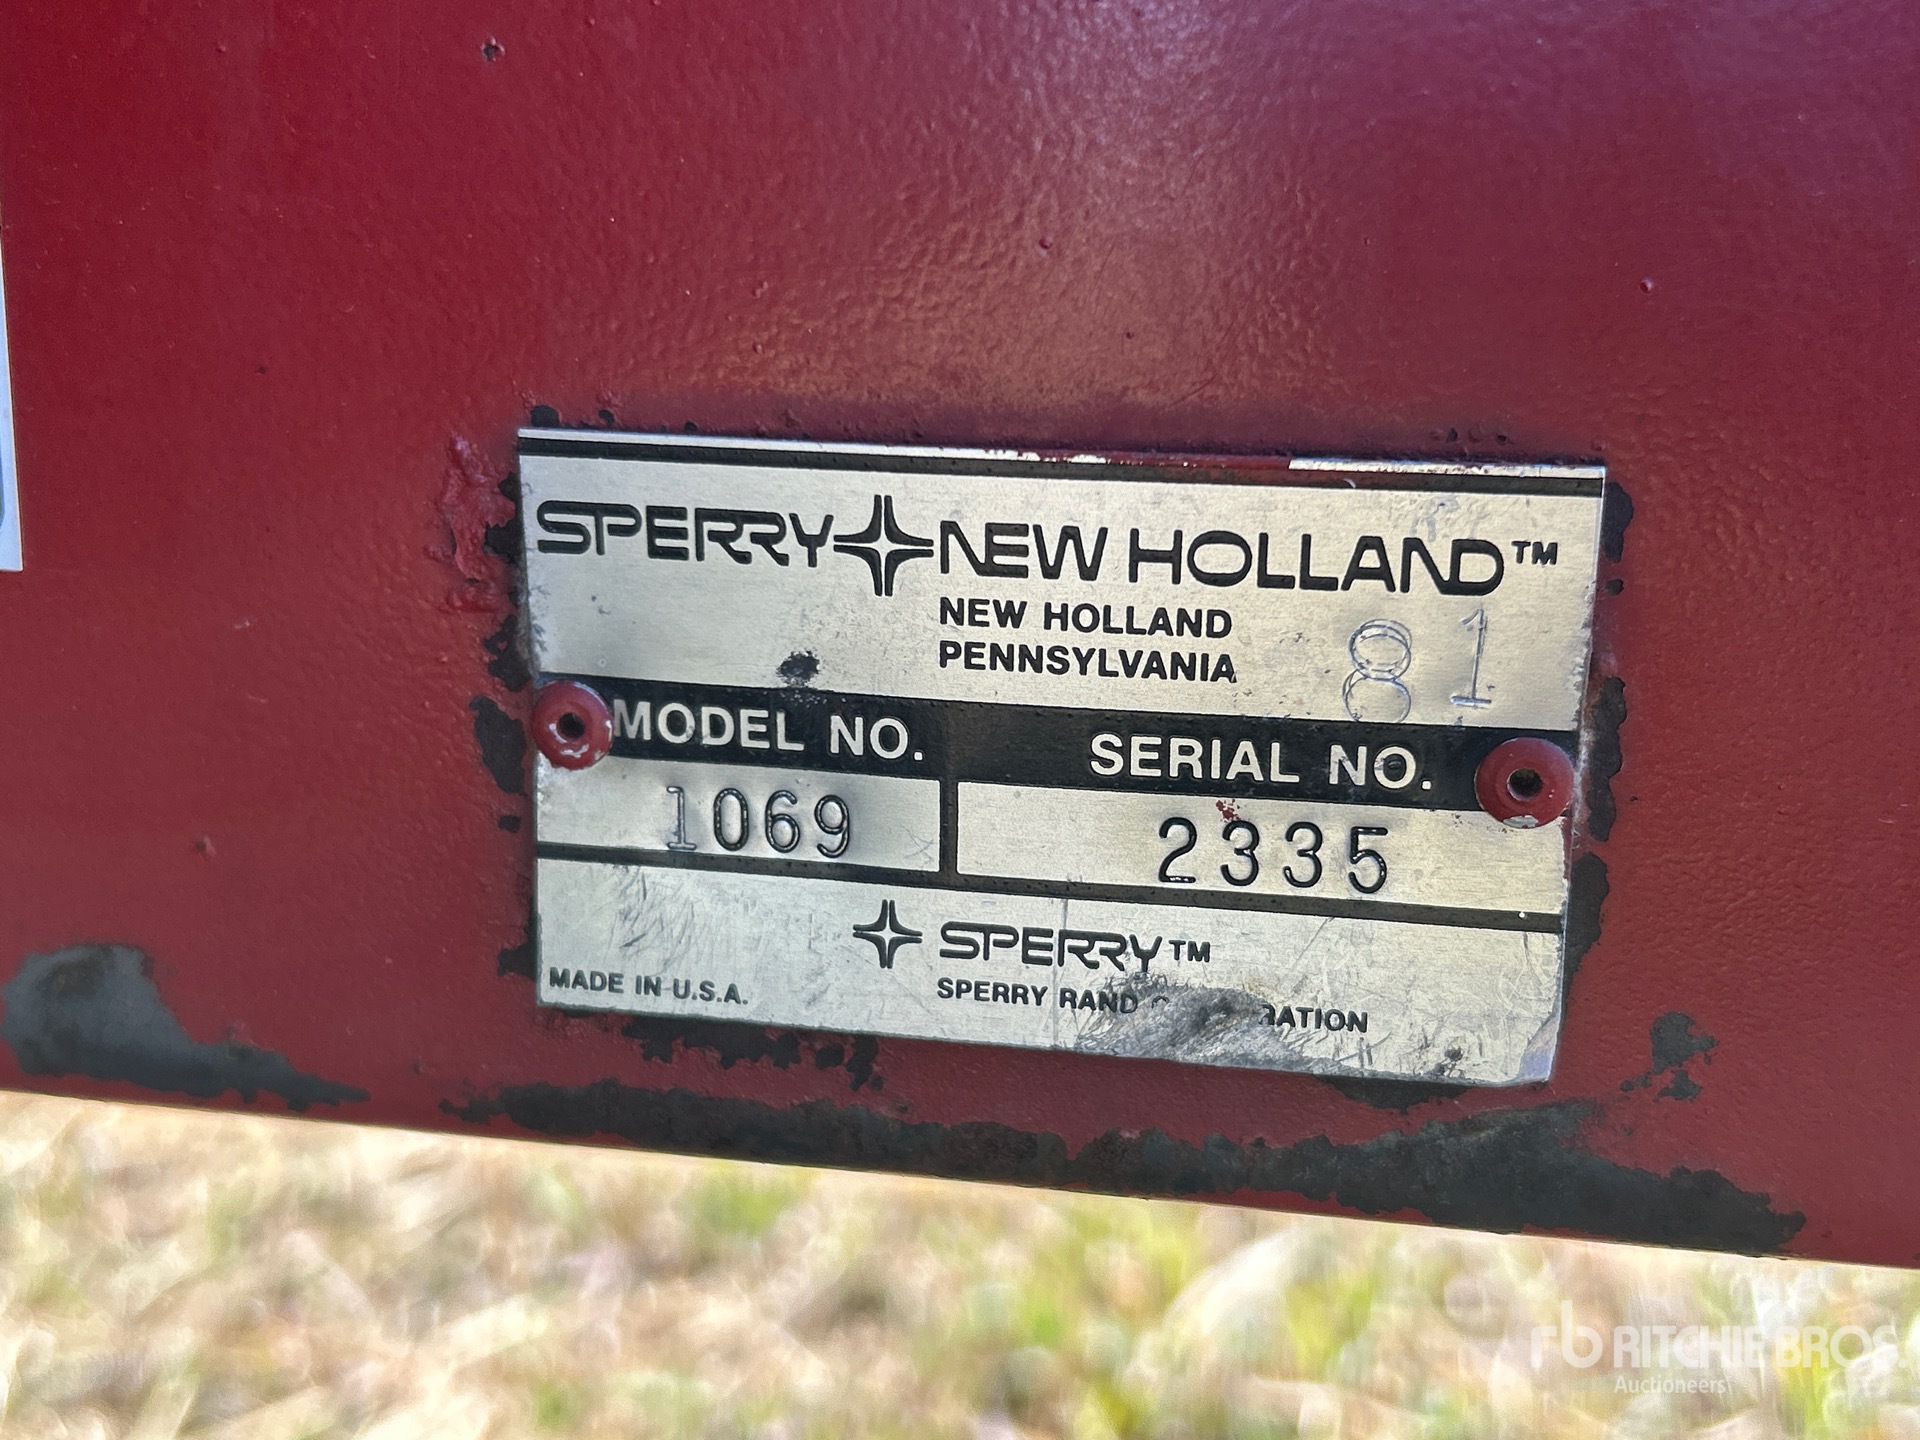 SPERRY NEW HOLLAND™
NEW HOLLAND
PENNSYLVANIA
81
MODEL NO.
SERIAL NO.
1069
2335
SPERRY™
MADE IN U.S.A.
SPERRY RAND C RATION
rb RITCHIE BROS.
Auctioneers